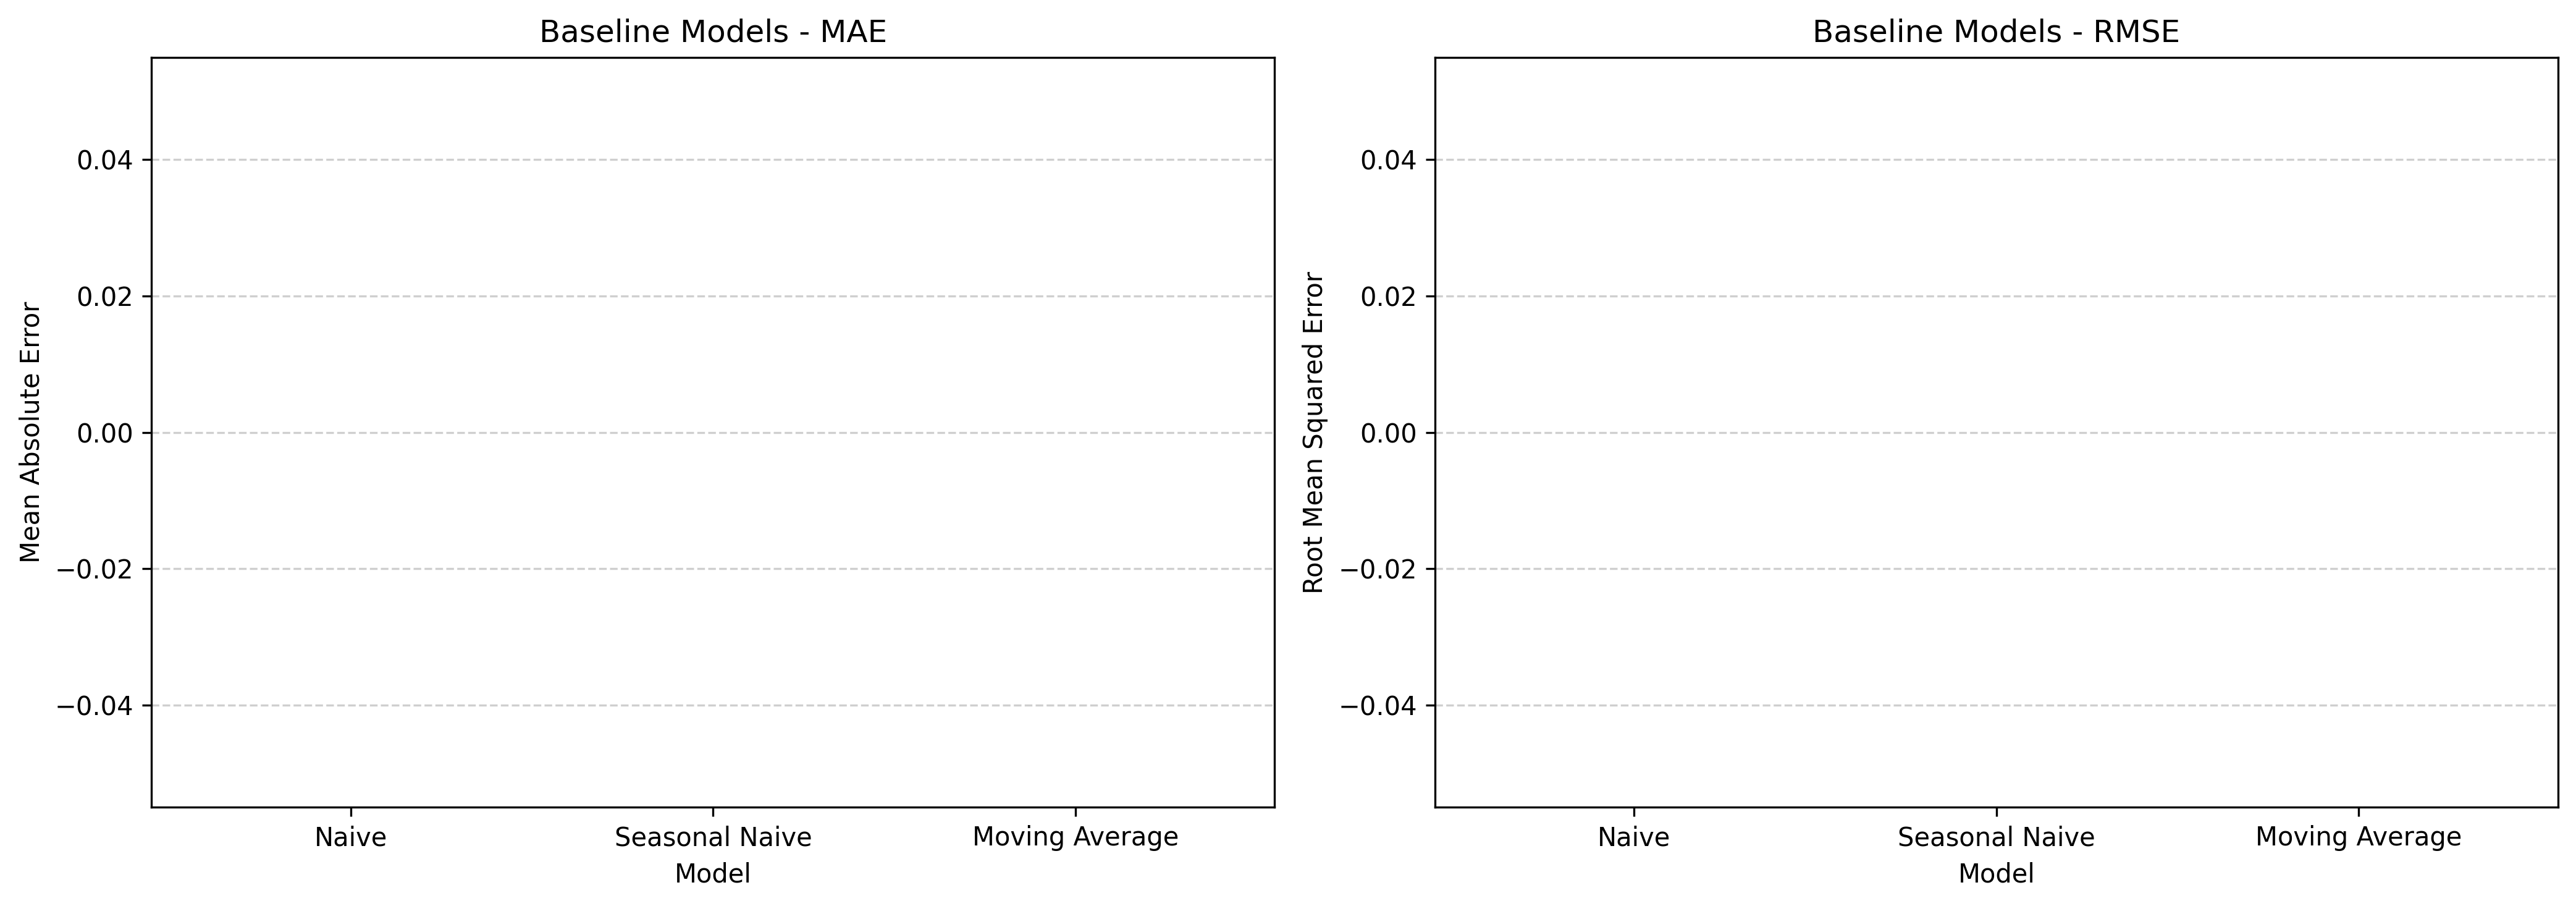 Baseline Models - MAE
Mean Absolute Error
0.04
0.02
0.00
−0.02
−0.04
Naive
Seasonal Naive
Moving Average
Model
Baseline Models - RMSE
Root Mean Squared Error
0.04
0.02
0.00
−0.02
−0.04
Naive
Seasonal Naive
Moving Average
Model